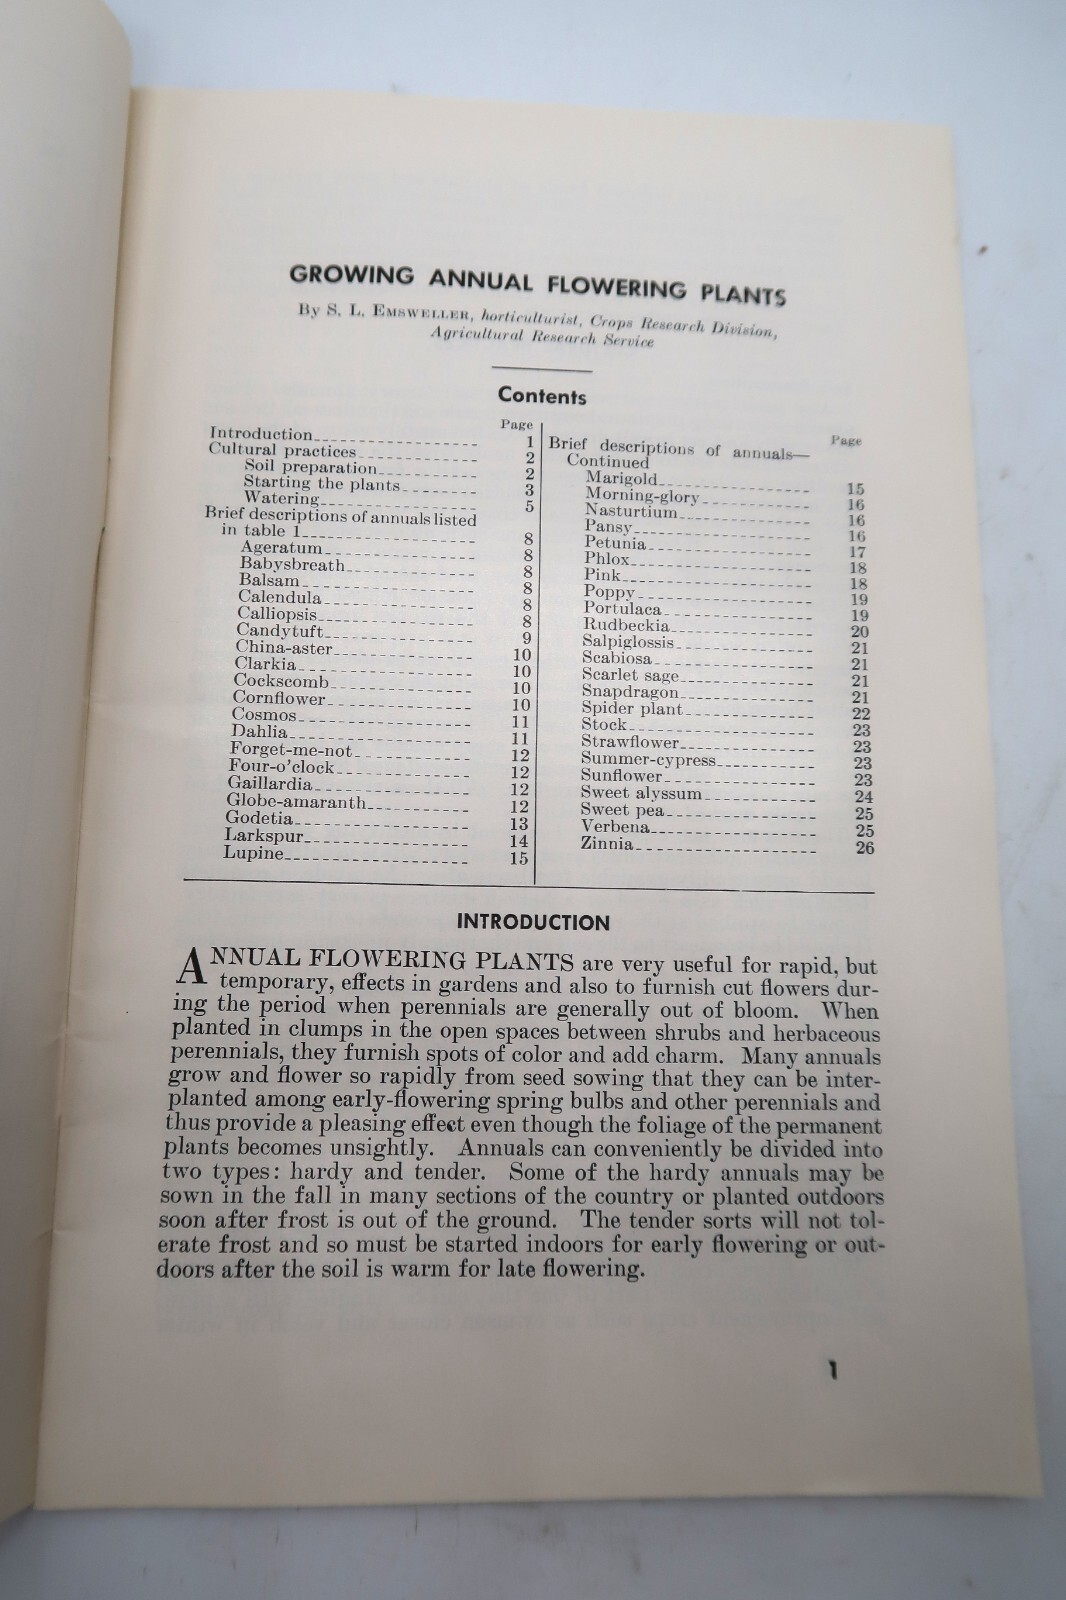 GROWING ANNUAL FLOWERING PLANTS
By S. L. EMSWELLER, horticulturist, Crops Research Division,
Agricultural Research Service
Contents
Page
Introduction 1
Cultural practices 2
Soil preparation 2
Starting the plants 3
Watering 5
Brief descriptions of annuals listed
in table 1 8
Ageratum 8
Babysbreath 8
Balsam 8
Calendula 8
Calliopsis 8
Candytuft 9
China-aster 10
Clarkia 10
Cockscomb 10
Cornflower 10
Cosmos 11
Dahlia 11
Forget-me-not 12
Four-o'clock 12
Gaillardia 12
Globe-amaranth 12
Godetia 13
Larkspur 14
Lupine 15
Page
Brief descriptions of annuals—
Continued
Marigold 15
Morning-glory 16
Nasturtium 16
Pansy 16
Petunia 17
Phlox 18
Pink 18
Poppy 19
Portulaca 19
Rudbeckia 20
Salpiglossis 21
Scabiosa 21
Scarlet sage 21
Snapdragon 21
Spider plant 22
Stock 23
Strawflower 23
Summer-cypress 23
Sunflower 23
Sweet alyssum 24
Sweet pea 25
Verbena 25
Zinnia 26
INTRODUCTION
ANNUAL FLOWERING PLANTS are very useful for rapid, but
temporary, effects in gardens and also to furnish cut flowers dur-
ing the period when perennials are generally out of bloom. When
planted in clumps in the open spaces between shrubs and herbaceous
perennials, they furnish spots of color and add charm. Many annuals
grow and flower so rapidly from seed sowing that they can be inter-
planted among early-flowering spring bulbs and other perennials and
thus provide a pleasing effect even though the foliage of the permanent
plants becomes unsightly. Annuals can conveniently be divided into
two types: hardy and tender. Some of the hardy annuals may be
sown in the fall in many sections of the country or planted outdoors
soon after frost is out of the ground. The tender sorts will not tol-
erate frost and so must be started indoors for early flowering or out-
doors after the soil is warm for late flowering.
1